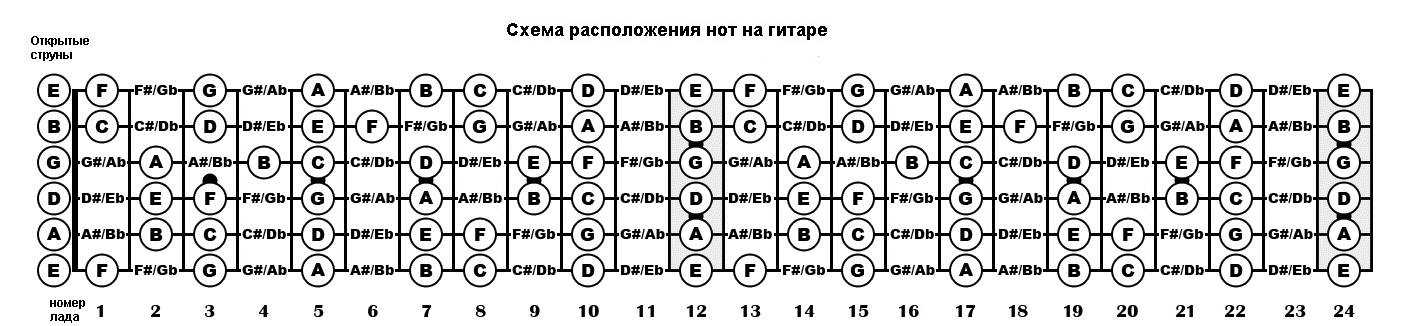 Схема расположения нот на гитаре
Открытые
струны
E F F#/Gb G G#/Ab A A#/Bb B C C#/Db D D#/Eb E F F#/Gb G G#/Ab A A#/Bb B C C#/Db D D#/Eb E
B C C#/Db D D#/Eb E F F#/Gb G G#/Ab A A#/Bb B C C#/Db D D#/Eb E F F#/Gb G G#/Ab A A#/Bb B
G G#/Ab A A#/Bb B C C#/Db D D#/Eb E F F#/Gb G G#/Ab A A#/Bb B C C#/Db D D#/Eb E F F#/Gb G
D D#/Eb E F F#/Gb G G#/Ab A A#/Bb B C C#/Db D D#/Eb E F F#/Gb G G#/Ab A A#/Bb B C C#/Db D
A A#/Bb B C C#/Db D D#/Eb E F F#/Gb G G#/Ab A A#/Bb B C C#/Db D D#/Eb E F F#/Gb G G#/Ab A
E F F#/Gb G G#/Ab A A#/Bb B C C#/Db D D#/Eb E F F#/Gb G G#/Ab A A#/Bb B C C#/Db D D#/Eb E
номер
лада
1 2 3 4 5 6 7 8 9 10 11 12 13 14 15 16 17 18 19 20 21 22 23 24